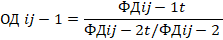 ОД ij − 1 = ФДij − 1t / (ФДij − 2t/ФДij − 2)